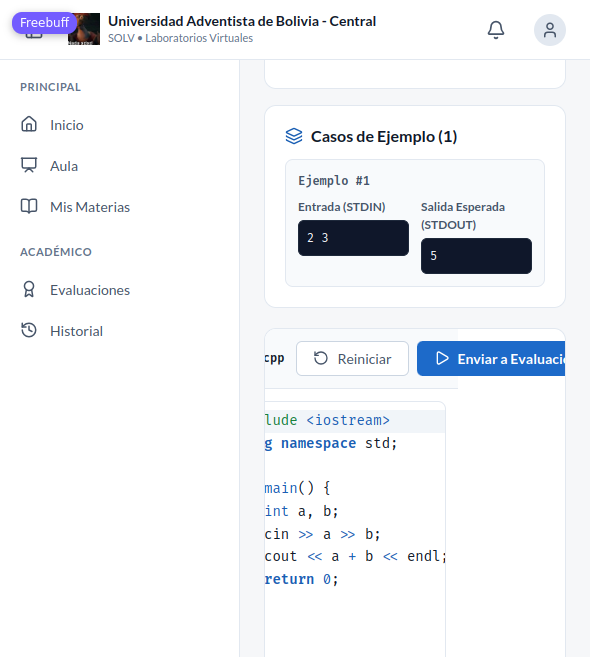 Freebuff
Universidad Adventista de Bolivia - Central
SOLV • Laboratorios Virtuales
PRINCIPAL
Inicio
Aula
Mis Materias
ACADÉMICO
Evaluaciones
Historial
Casos de Ejemplo (1)
Ejemplo #1
Entrada (STDIN)
2 3
Salida Esperada
(STDOUT)
5
cpp
Reiniciar
Enviar a Evaluaci
lude <iostream>
g namespace std;
main() {
int a, b;
cin >> a >> b;
cout << a + b << endl;
return 0;